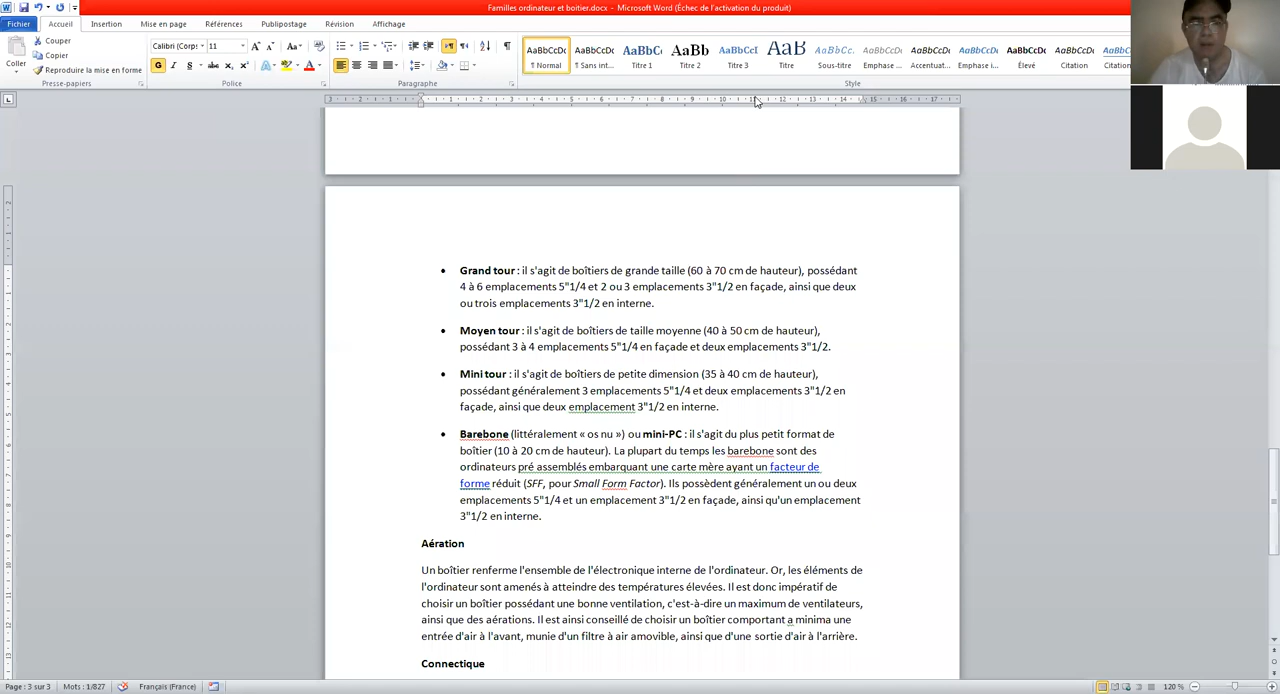 Familles ordinateur et boitier.docx - Microsoft Word (Échec de l'activation du produit)
Fichier Accueil Insertion Mise en page Références Publipostage Révision Affichage
Coller
Couper
Copier
Reproduire la mise en forme
Presse-papiers
Calibri (Corps 11
Police
Paragraphe
AaBbCcDc AaBbCcDc AaBbC AaBb AaBbCcI AaB AaBbCc. AaBbCcDc AaBbCcDc AaBbCcDc AaBbCcDc AaBbCcDc
¶ Normal ¶ Sans int... Titre 1 Titre 2 Titre 3 Titre Sous-titre Emphase ... Accentuat... Emphase i... Élevé Citation Citation i...
Style
Grand tour : il s'agit de boîtiers de grande taille (60 à 70 cm de hauteur), possédant
4 à 6 emplacements 5"1/4 et 2 ou 3 emplacements 3"1/2 en façade, ainsi que deux
ou trois emplacements 3"1/2 en interne.
Moyen tour : il s'agit de boîtiers de taille moyenne (40 à 50 cm de hauteur),
possédant 3 à 4 emplacements 5"1/4 en façade et deux emplacements 3"1/2.
Mini tour : il s'agit de boîtiers de petite dimension (35 à 40 cm de hauteur),
possédant généralement 3 emplacements 5"1/4 et deux emplacements 3"1/2 en
façade, ainsi que deux emplacement 3"1/2 en interne.
Barebone (littéralement « os nu ») ou mini-PC : il s'agit du plus petit format de
boîtier (10 à 20 cm de hauteur). La plupart du temps les barebone sont des
ordinateurs pré assemblés embarquant une carte mère ayant un facteur de
forme réduit (SFF, pour Small Form Factor). Ils possèdent généralement un ou deux
emplacements 5"1/4 et un emplacement 3"1/2 en façade, ainsi qu'un emplacement
3"1/2 en interne.
Aération
Un boîtier renferme l'ensemble de l'électronique interne de l'ordinateur. Or, les éléments de
l'ordinateur sont amenés à atteindre des températures élevées. Il est donc impératif de
choisir un boîtier possédant une bonne ventilation, c'est-à-dire un maximum de ventilateurs,
ainsi que des aérations. Il est ainsi conseillé de choisir un boîtier comportant a minima une
entrée d'air à l'avant, munie d'un filtre à air amovible, ainsi que d'une sortie d'air à l'arrière.
Connectique
Page : 3 sur 3 Mots : 1/827 Français (France) 120 %